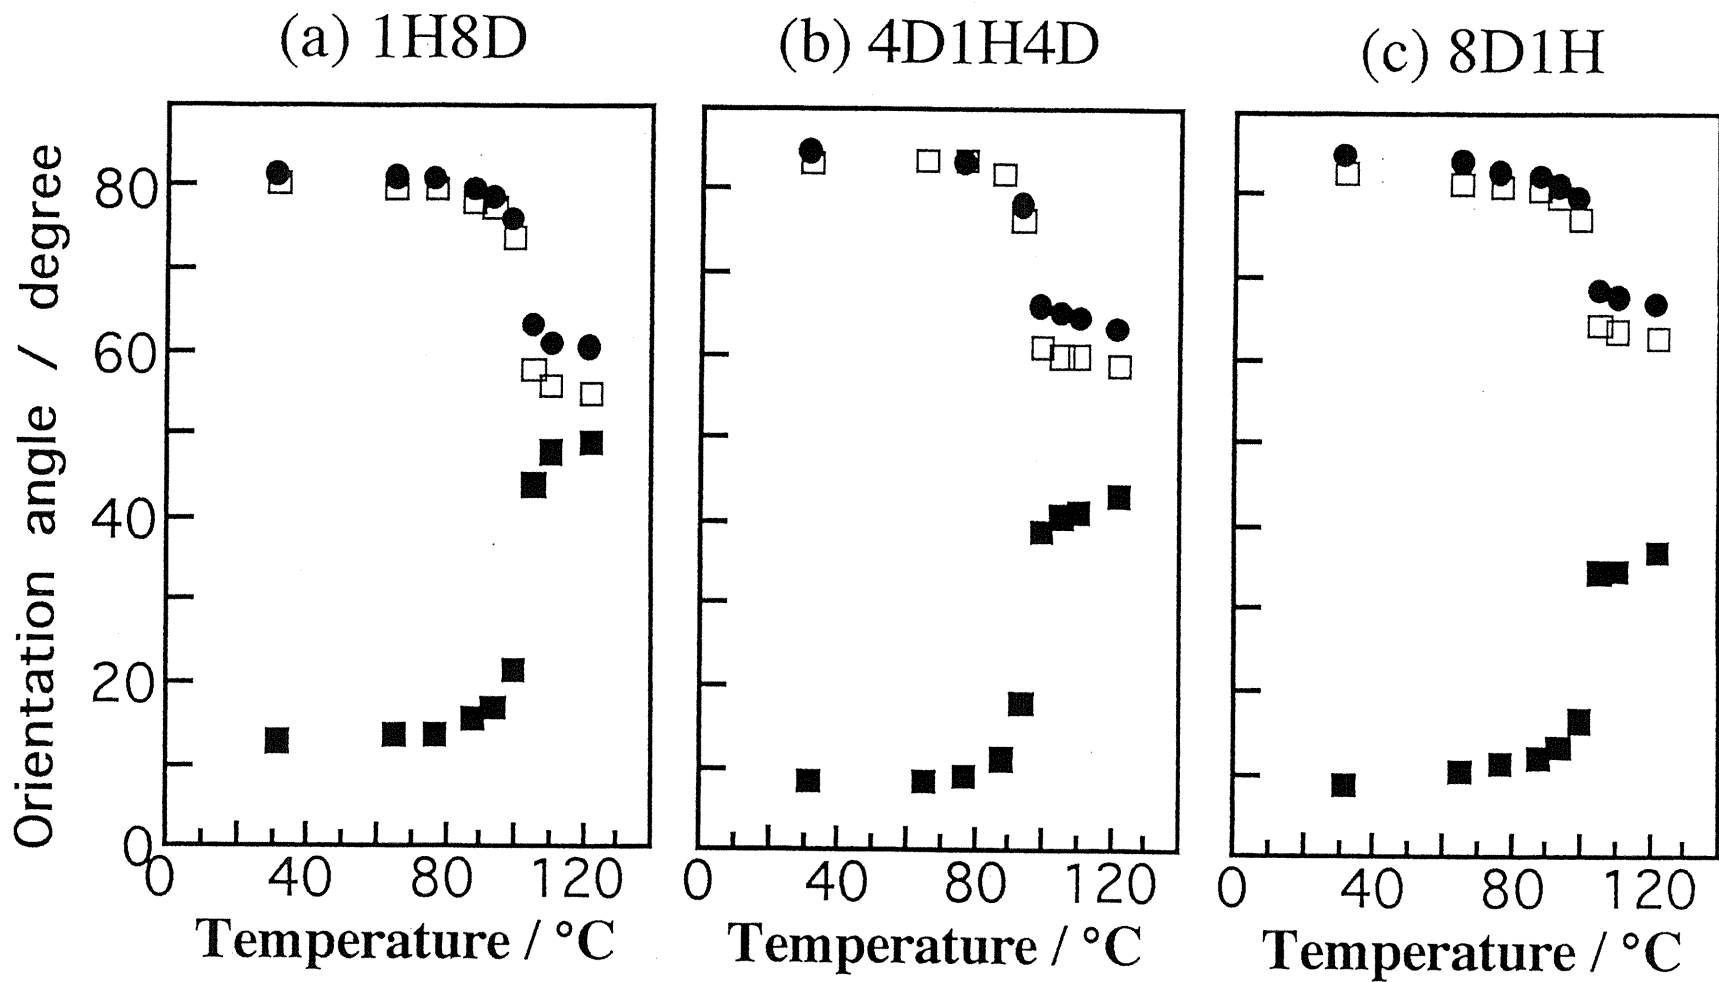 (a) 1H8D
(b) 4D1H4D
(c) 8D1H
Orientation angle / degree
80
60
40
20
0
0 40 80 120
0 40 80 120
0 40 80 120
Temperature / °C
Temperature / °C
Temperature / °C